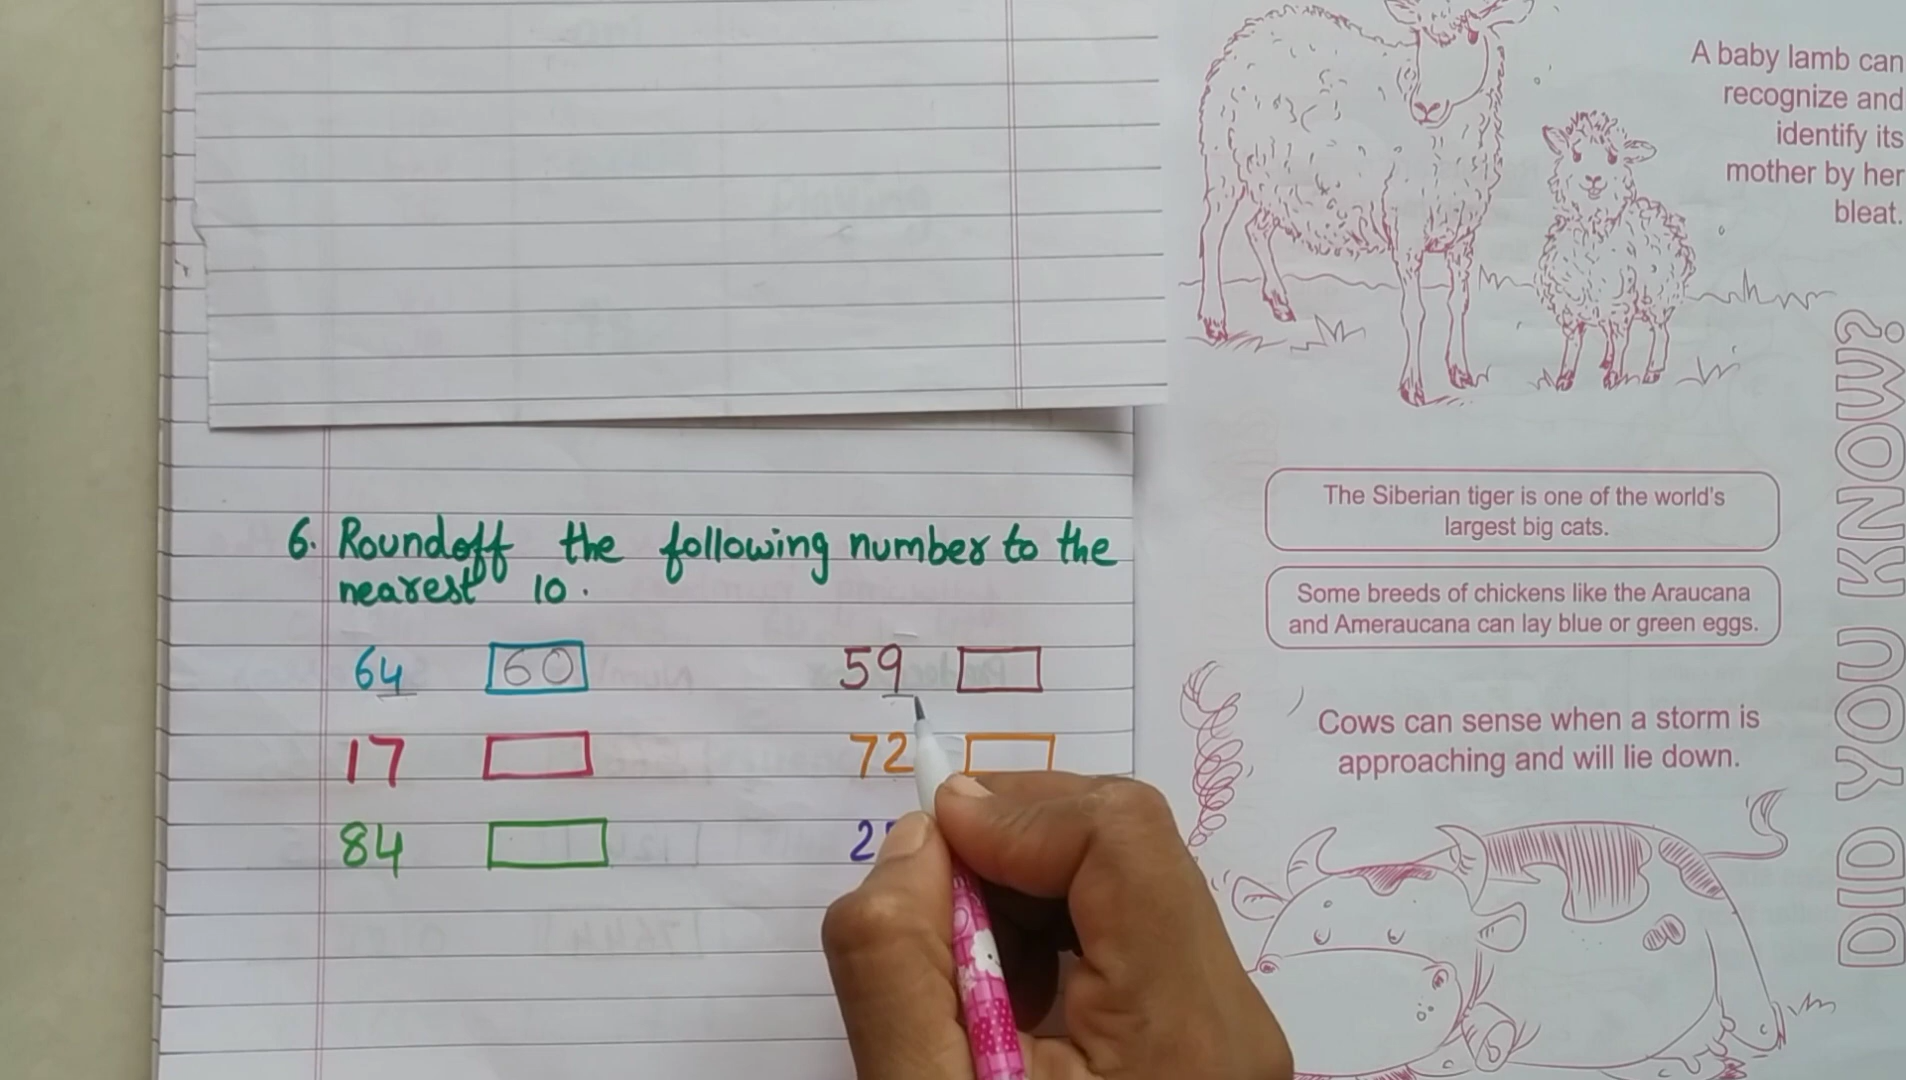 6. Roundoff the following number to the
nearest 10.
64 60 59
17 72
84 2
A baby lamb can
recognize and
identify its
mother by her
bleat.
The Siberian tiger is one of the world's
largest big cats.
Some breeds of chickens like the Araucana
and Ameraucana can lay blue or green eggs.
Cows can sense when a storm is
approaching and will lie down.
DID YOU KNOW?